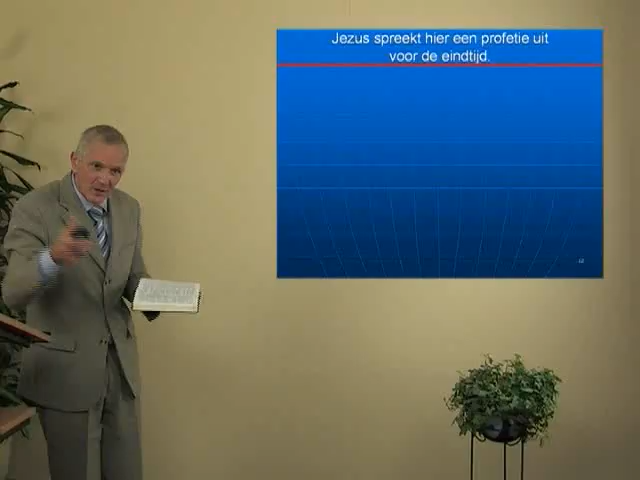 Jezus spreekt hier een profetie uit
voor de eindtijd.